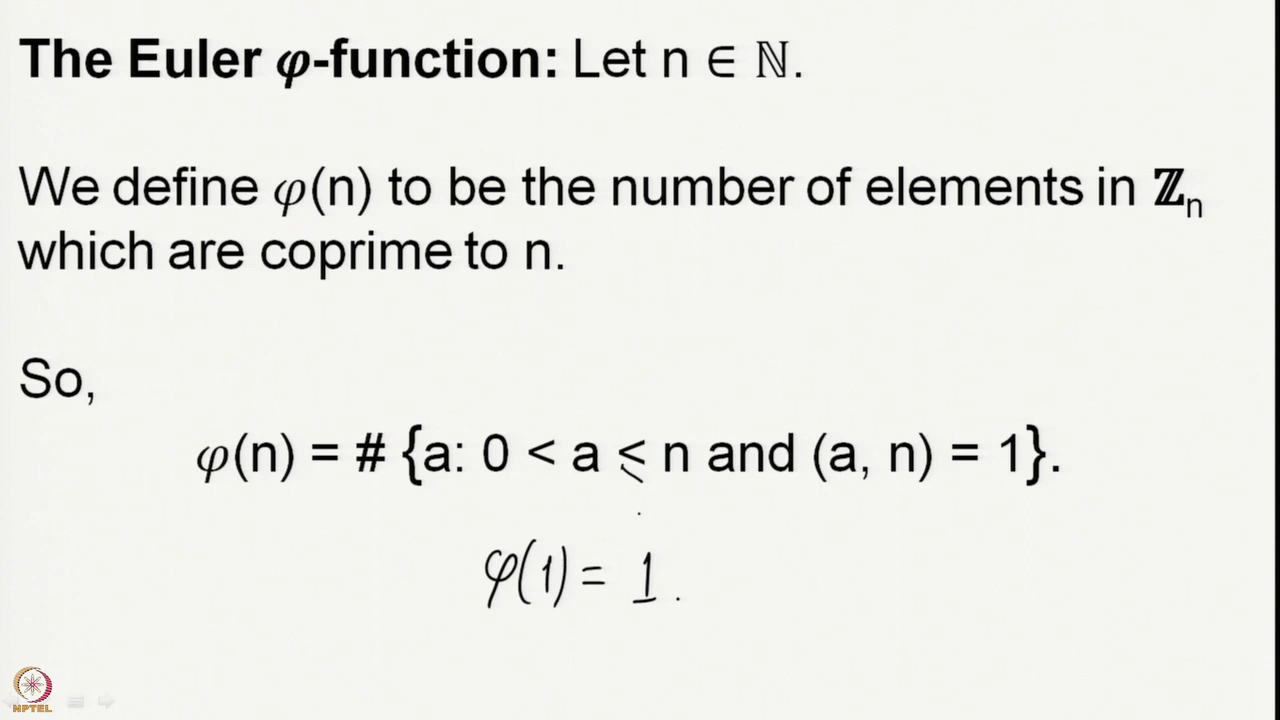 The Euler φ-function: Let n ∈ ℕ.
We define φ(n) to be the number of elements in ℤn
which are coprime to n.
So,
φ(n) = # {a: 0 < a ≤ n and (a, n) = 1}.
φ(1) = 1.
NPTEL